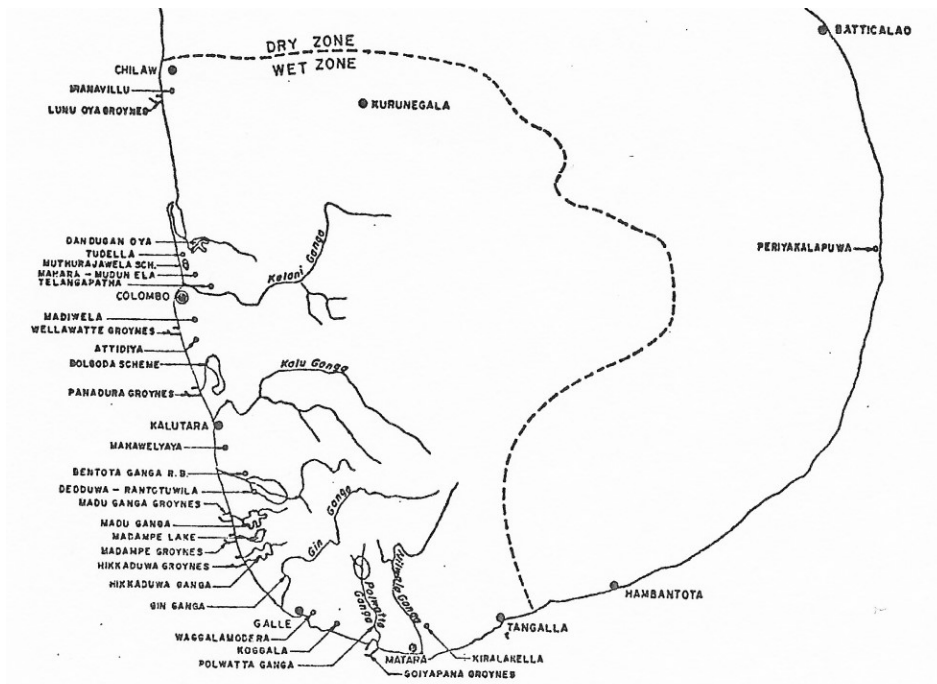 BATTICALAO
DRY ZONE
WET ZONE
CHILAW
IRANAVILLU
LUNU OYA GROYNES
KURUNEGALA
DANDUGAN OYA
TUDELLA
MUTHURAJAWELA SCH.
MAHARA - MUDUN ELA
TELANGAPATHA
COLOMBO
Kelani Ganga
PERIYAKALAPUWA
MADIWELA
WELLAWATTE GROYNES
ATTIDIYA
BOLGODA SCHEME
PANADURA GROYNES
Kalu Ganga
KALUTARA
MAHAWELYAYA
BENTOTA GANGA R.B.
DEDDUWA - RANTOTUWILA
MADU GANGA GROYNES
MADU GANGA
MADAMPE LAKE
MADAMPE GROYNES
HIKKADUWA GROYNES
HIKKADUWA GANGA
GIN GANGA
Gin Ganga
Polwatta
Ganga
Nilwala Ganga
GALLE
WAGGALAMODERA
KOGGALA
POLWATTA GANGA
MATARA
GOIYAPANA GROYNES
KIRALAKELLA
TANGALLA
HAMBANTOTA